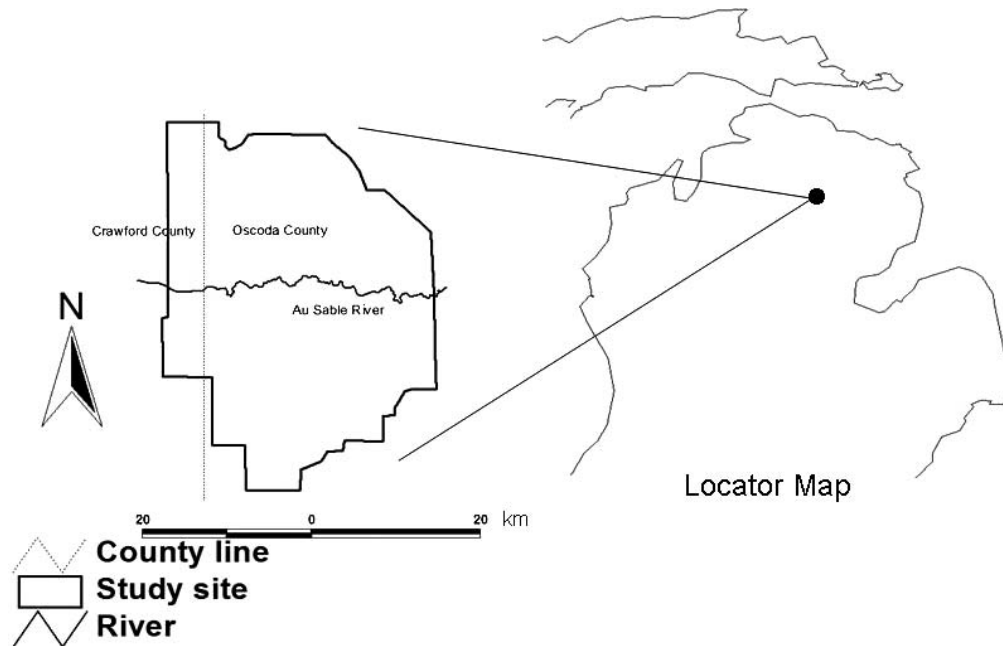 Crawford County
Oscoda County
Au Sable River
N
Locator Map
20 0 20 km
County line
Study site
River